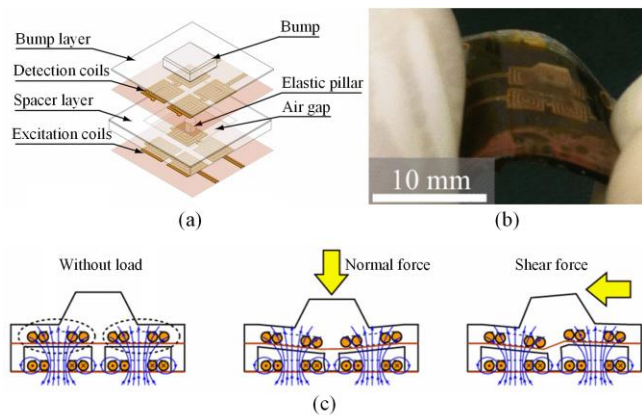 Bump layer
Bump
Detection coils
Elastic pillar
Spacer layer
Air gap
Excitation coils
10 mm
(a)
(b)
Without load
Normal force
Shear force
(c)